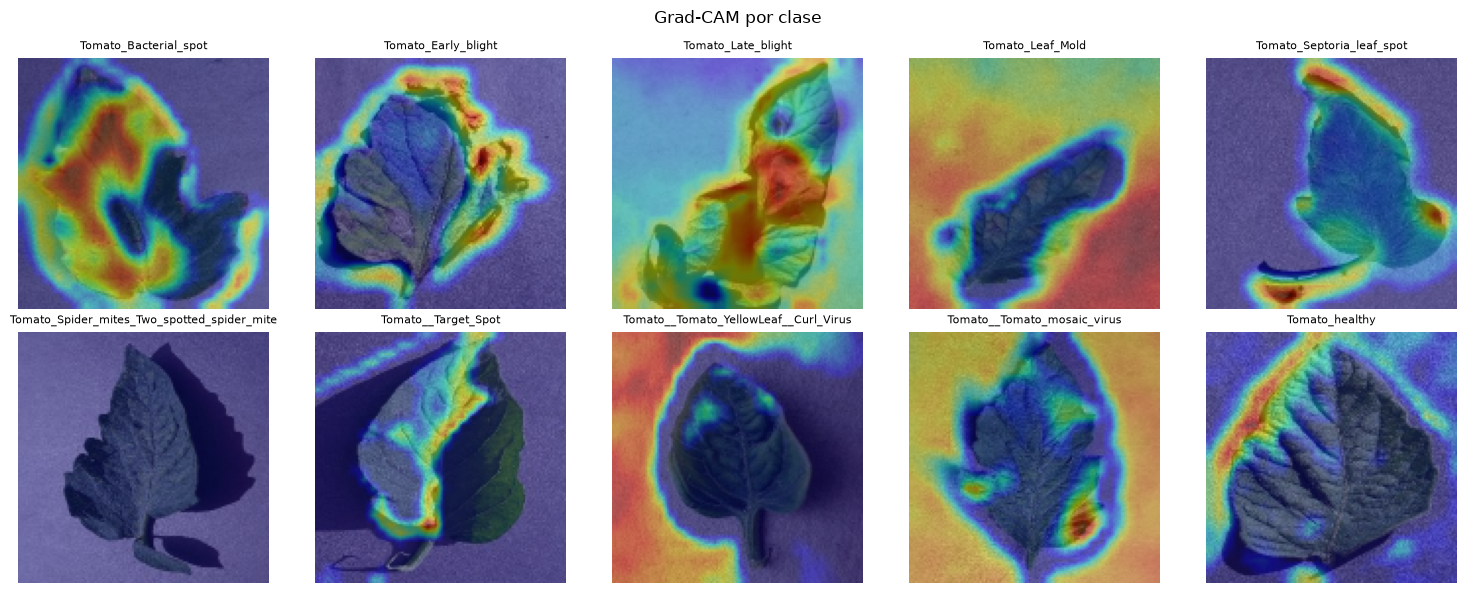 Grad-CAM por clase
Tomato_Bacterial_spot
Tomato_Early_blight
Tomato_Late_blight
Tomato_Leaf_Mold
Tomato_Septoria_leaf_spot
Tomato_Spider_mites_Two_spotted_spider_mite
Tomato__Target_Spot
Tomato__Tomato_YellowLeaf__Curl_Virus
Tomato__Tomato_mosaic_virus
Tomato_healthy